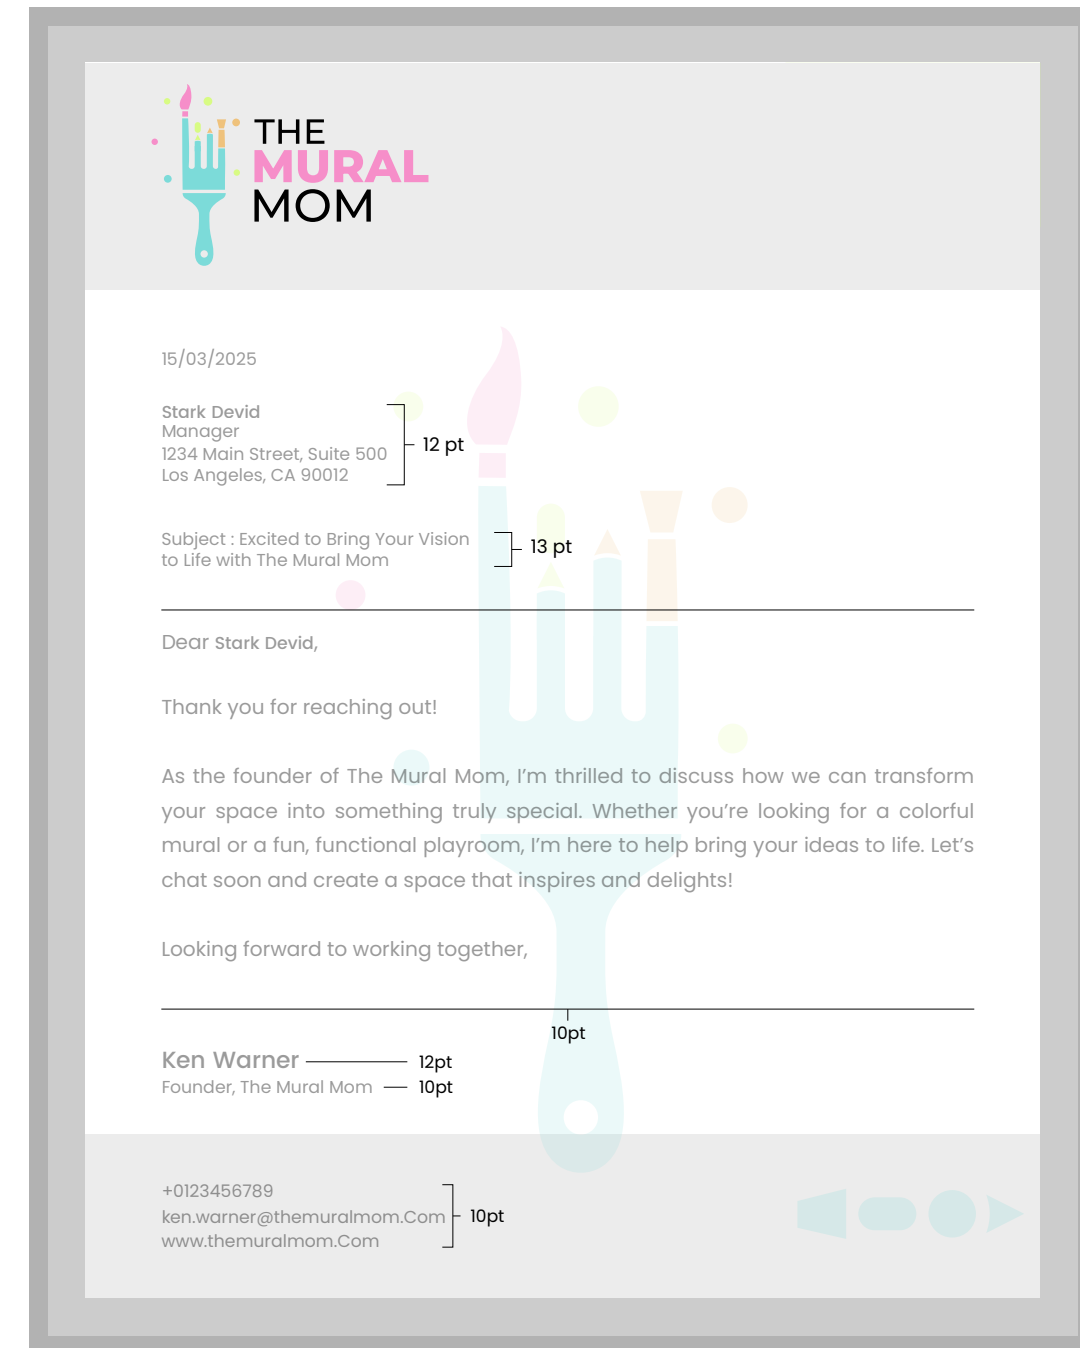 THE
MURAL
MOM
15/03/2025
Stark Devid
Manager
1234 Main Street, Suite 500
Los Angeles, CA 90012
12 pt
Subject : Excited to Bring Your Vision
to Life with The Mural Mom
13 pt
Dear Stark Devid,
Thank you for reaching out!
As the founder of The Mural Mom, I’m thrilled to discuss how we can transform
your space into something truly special. Whether you’re looking for a colorful
mural or a fun, functional playroom, I’m here to help bring your ideas to life. Let’s
chat soon and create a space that inspires and delights!
Looking forward to working together,
10pt
Ken Warner 12pt
Founder, The Mural Mom 10pt
+0123456789
ken.warner@themuralmom.Com
www.themuralmom.Com
10pt